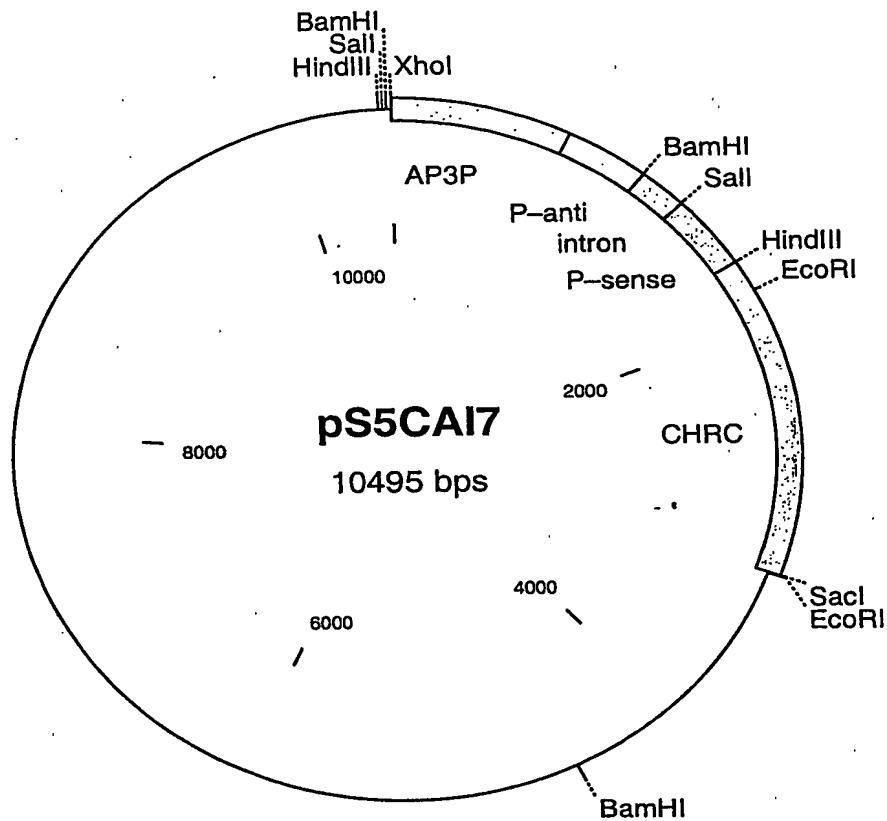 BamHI
SalI
HindIII
XhoI
BamHI
AP3P
SalI
P-anti
intron
HindIII
P-sense
EcoRI
10000
2000
pS5CAI7
CHRC
8000
10495 bps
4000
SacI
EcoRI
6000
BamHI